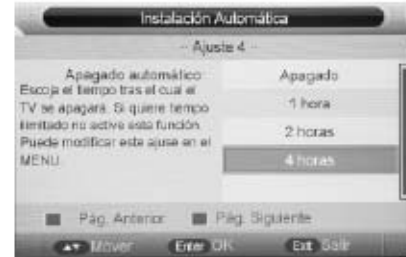 Instalación Automática
-- Ajuste 4 --
Apagado automático
Escoja el tiempo tras el cual el
TV se apagará. Si quiere tiempo
ilimitado no active esta función.
Puede modificar este ajuse en el
MENU
Apagado
1 hora
2 horas
4 horas
Pág. Anterior
Pág. Siguiente
Mover
Enter OK
Exit Salir